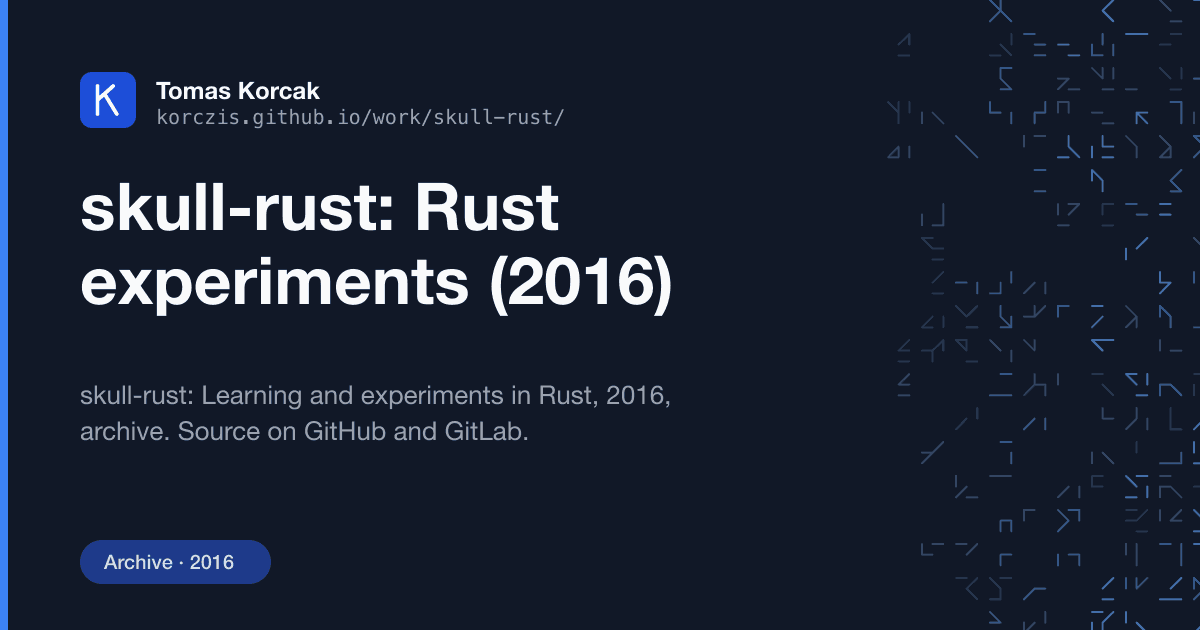 K
Tomas Korcak
korczis.github.io/work/skull-rust/
skull-rust: Rust
experiments (2016)
skull-rust: Learning and experiments in Rust, 2016,
archive. Source on GitHub and GitLab.
Archive · 2016